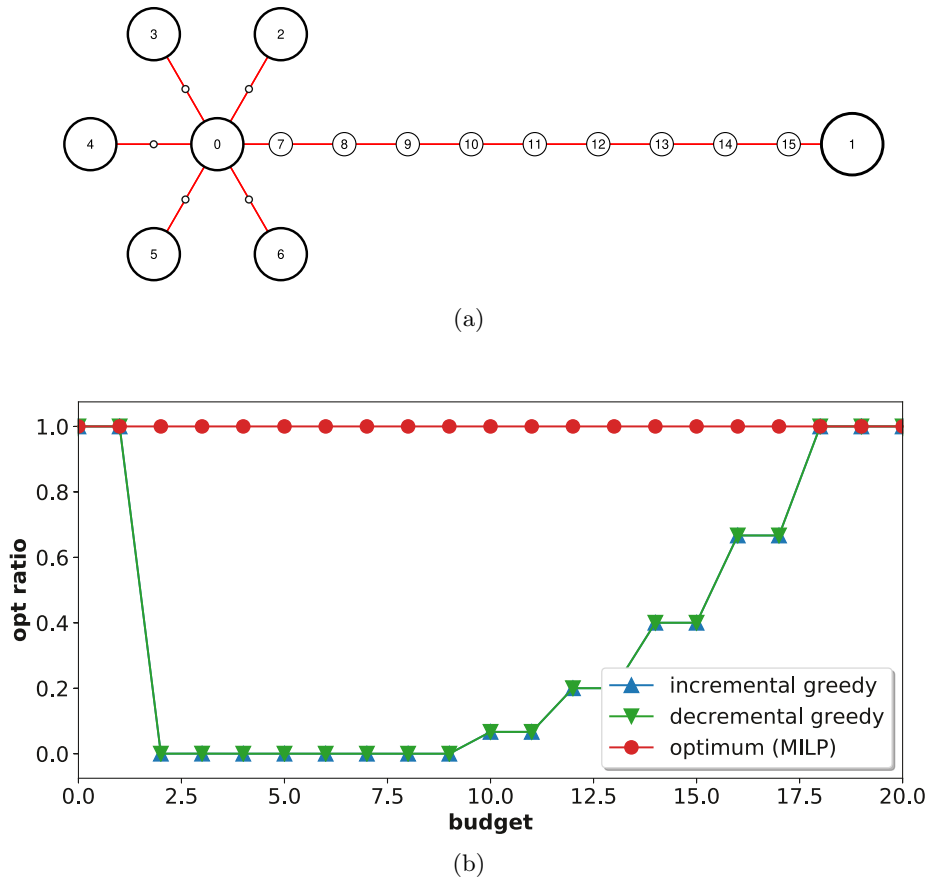 3 2
4 0 7 8 9 10 11 12 13 14 15 1
5 6
(a)
1.0
0.8
0.6
0.4
0.2
0.0
opt ratio
incremental greedy
decremental greedy
optimum (MILP)
0.0 2.5 5.0 7.5 10.0 12.5 15.0 17.5 20.0
budget
(b)